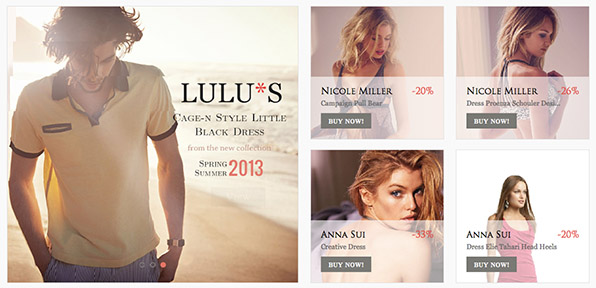 LULU*S
CAGE-N STYLE LITTLE
BLACK DRESS
from the new collection
SPRING
SUMMER 2013
NICOLE MILLER -20%
Campaign Pull Bear
BUY NOW!
NICOLE MILLER -26%
Dress Proenza Schouler Desi...
BUY NOW!
ANNA SUI -33%
Creative Dress
BUY NOW!
ANNA SUI -20%
Dress Elie Tahari Head Heels
BUY NOW!